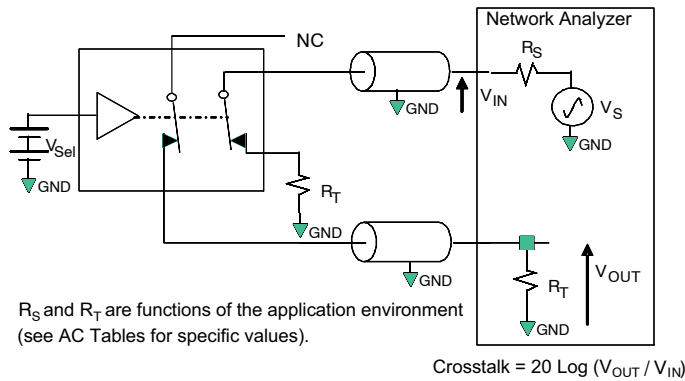 Network Analyzer
NC
R_S
V_IN
V_S
GND
GND
V_Sel
GND
R_T
GND
GND
R_T
V_OUT
GND
R_S and R_T are functions of the application environment
(see AC Tables for specific values).
Crosstalk = 20 Log (V_OUT / V_IN)